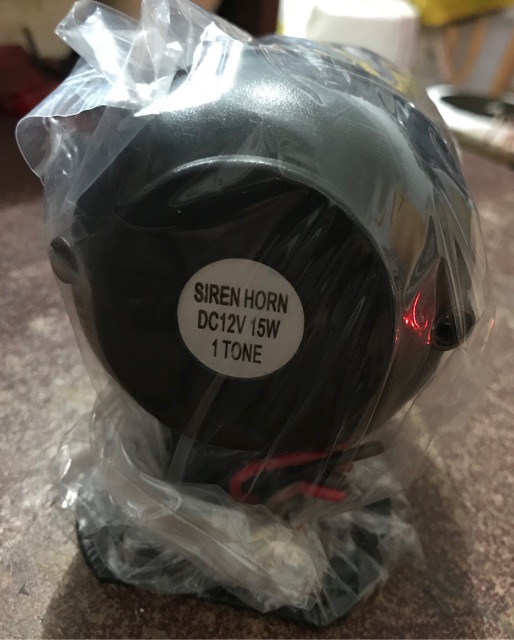 SIREN HORN
DC12V 15W
1 TONE